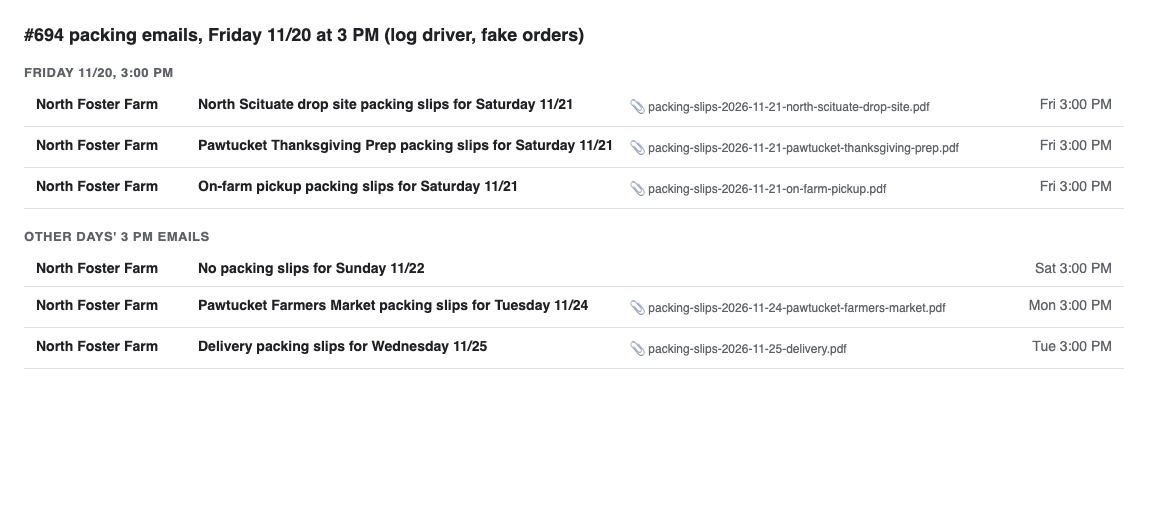 #694 packing emails, Friday 11/20 at 3 PM (log driver, fake orders)
FRIDAY 11/20, 3:00 PM
North Foster Farm North Scituate drop site packing slips for Saturday 11/21 packing-slips-2026-11-21-north-scituate-drop-site.pdf Fri 3:00 PM
North Foster Farm Pawtucket Thanksgiving Prep packing slips for Saturday 11/21 packing-slips-2026-11-21-pawtucket-thanksgiving-prep.pdf Fri 3:00 PM
North Foster Farm On-farm pickup packing slips for Saturday 11/21 packing-slips-2026-11-21-on-farm-pickup.pdf Fri 3:00 PM
OTHER DAYS' 3 PM EMAILS
North Foster Farm No packing slips for Sunday 11/22 Sat 3:00 PM
North Foster Farm Pawtucket Farmers Market packing slips for Tuesday 11/24 packing-slips-2026-11-24-pawtucket-farmers-market.pdf Mon 3:00 PM
North Foster Farm Delivery packing slips for Wednesday 11/25 packing-slips-2026-11-25-delivery.pdf Tue 3:00 PM